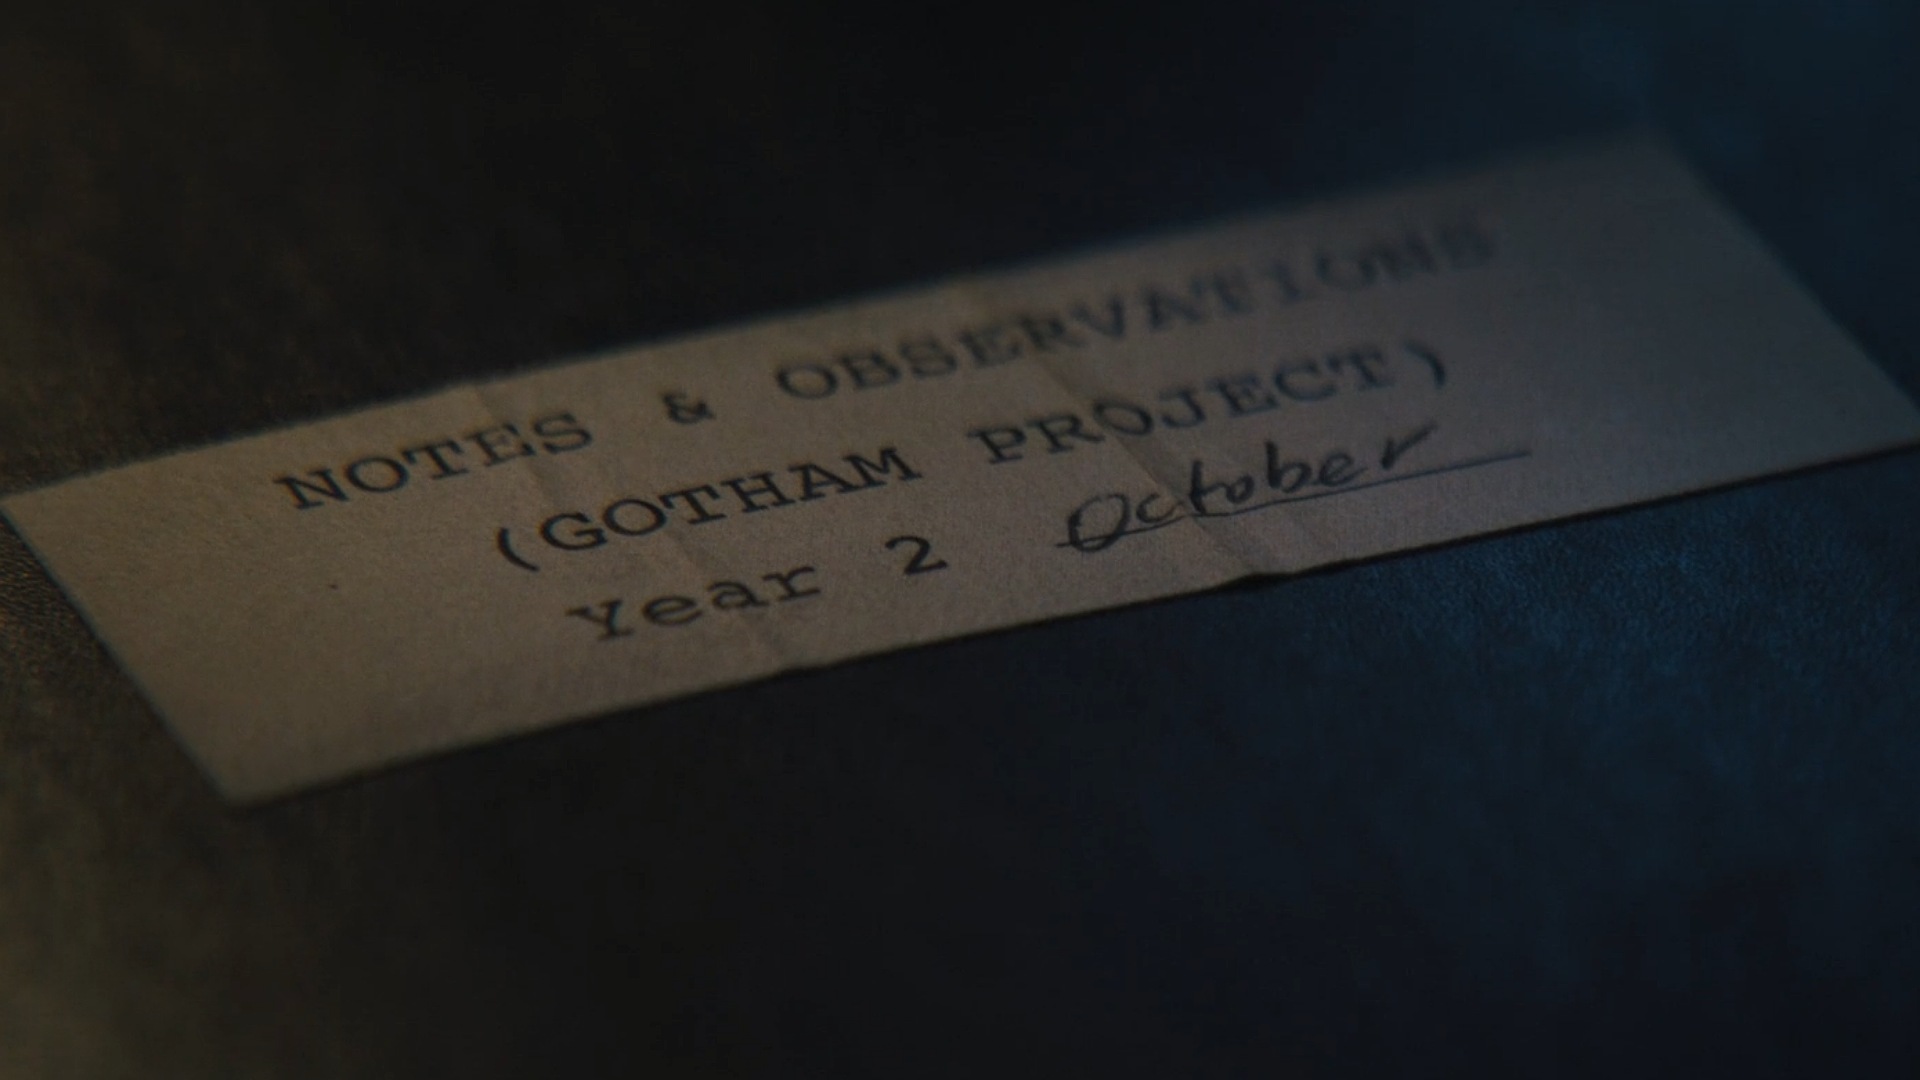 NOTES & OBSERVATIONS
(GOTHAM PROJECT)
Year 2 October